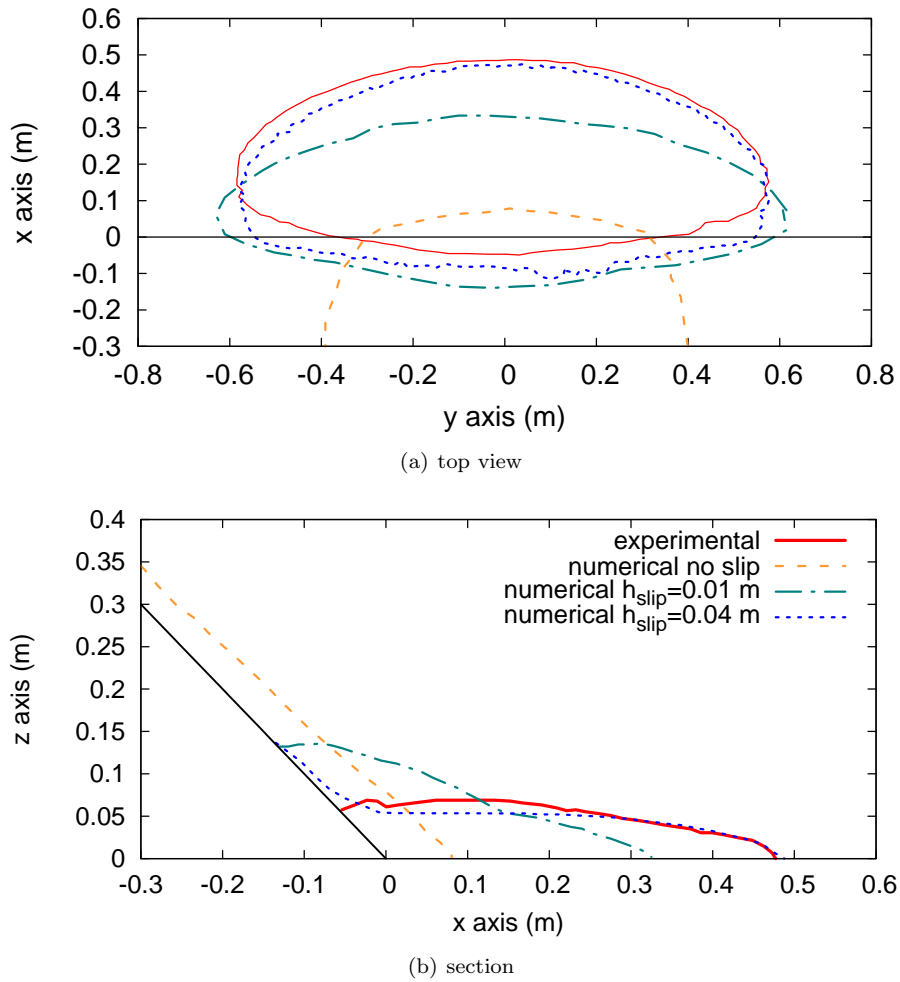 0.6
0.5
0.4
0.3
0.2
0.1
0
-0.1
-0.2
-0.3
x axis (m)
-0.8 -0.6 -0.4 -0.2 0 0.2 0.4 0.6 0.8
y axis (m)
(a) top view
0.4
0.35
0.3
0.25
0.2
0.15
0.1
0.05
0
z axis (m)
experimental
numerical no slip
numerical hslip=0.01 m
numerical hslip=0.04 m
-0.3 -0.2 -0.1 0 0.1 0.2 0.3 0.4 0.5 0.6
x axis (m)
(b) section